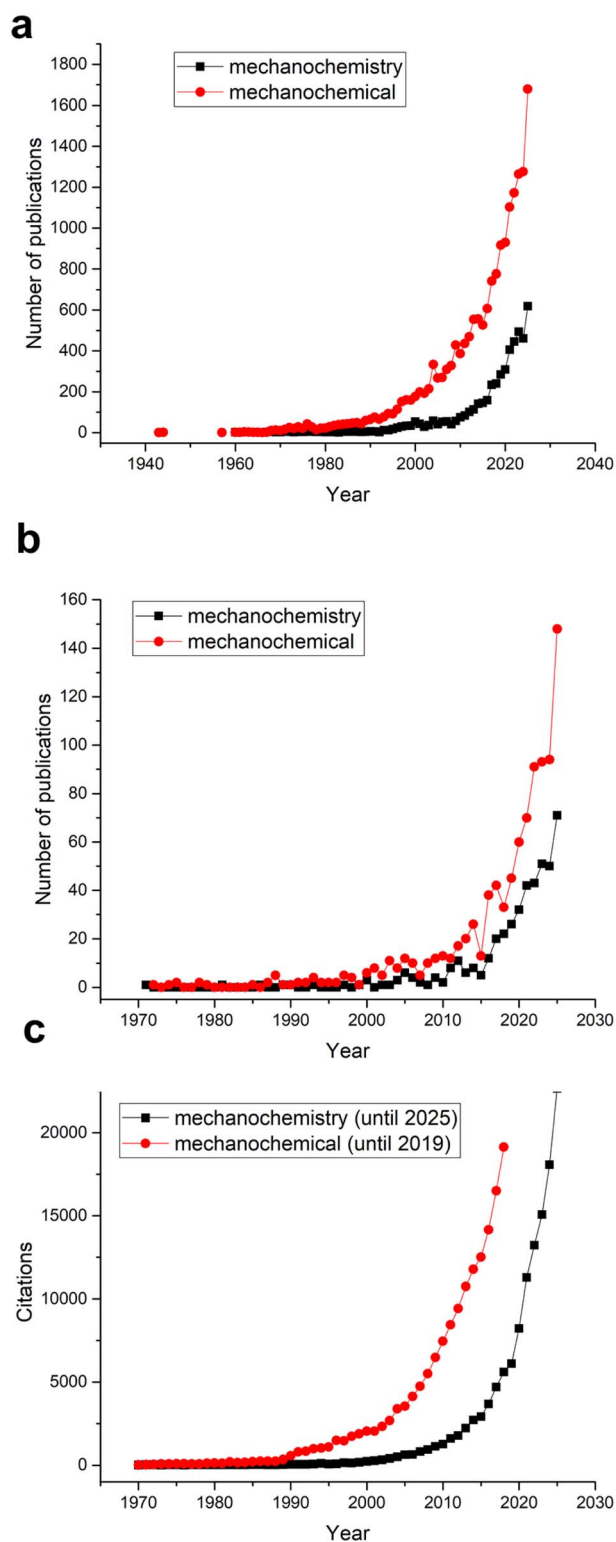 a
mechanochemistry
mechanochemical
1800
1600
1400
1200
1000
800
600
400
200
0
Number of publications
1940 1960 1980 2000 2020 2040
Year
b
mechanochemistry
mechanochemical
160
140
120
100
80
60
40
20
0
Number of publications
1970 1980 1990 2000 2010 2020 2030
Year
c
mechanochemistry (until 2025)
mechanochemical (until 2019)
20000
15000
10000
5000
0
Citations
1970 1980 1990 2000 2010 2020 2030
Year